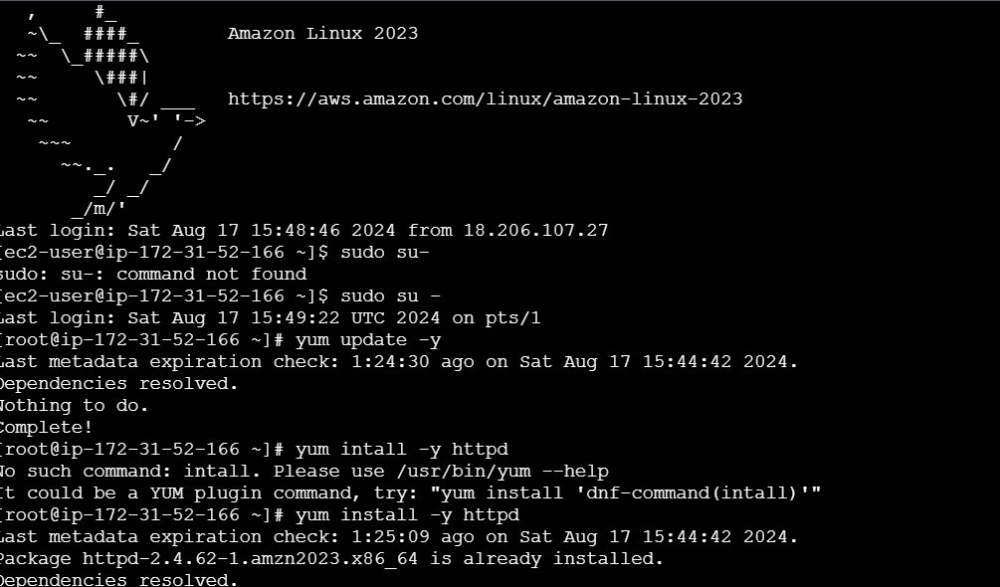 ,     #_
   ~\_  ####_        Amazon Linux 2023
  ~~  \_#####\
  ~~     \###|
  ~~       \#/ ___   https://aws.amazon.com/linux/amazon-linux-2023
   ~~       V~' '->
    ~~~         /
      ~~._.   _/
         _/ _/
       _/m/'
Last login: Sat Aug 17 15:48:46 2024 from 18.206.107.27
[ec2-user@ip-172-31-52-166 ~]$ sudo su-
sudo: su-: command not found
[ec2-user@ip-172-31-52-166 ~]$ sudo su -
Last login: Sat Aug 17 15:49:22 UTC 2024 on pts/1
[root@ip-172-31-52-166 ~]# yum update -y
Last metadata expiration check: 1:24:30 ago on Sat Aug 17 15:44:42 2024.
Dependencies resolved.
Nothing to do.
Complete!
[root@ip-172-31-52-166 ~]# yum intall -y httpd
No such command: intall. Please use /usr/bin/yum --help
It could be a YUM plugin command, try: "yum install 'dnf-command(intall)'"
[root@ip-172-31-52-166 ~]# yum install -y httpd
Last metadata expiration check: 1:25:09 ago on Sat Aug 17 15:44:42 2024.
Package httpd-2.4.62-1.amzn2023.x86_64 is already installed.
Dependencies resolved.